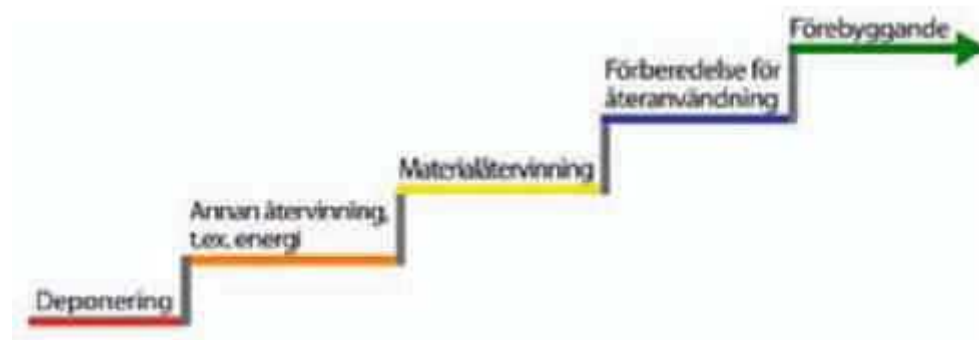 Förebyggande
Förberedelse för
återanvändning
Materialåtervinning
Annan återvinning,
t.ex. energi
Deponering